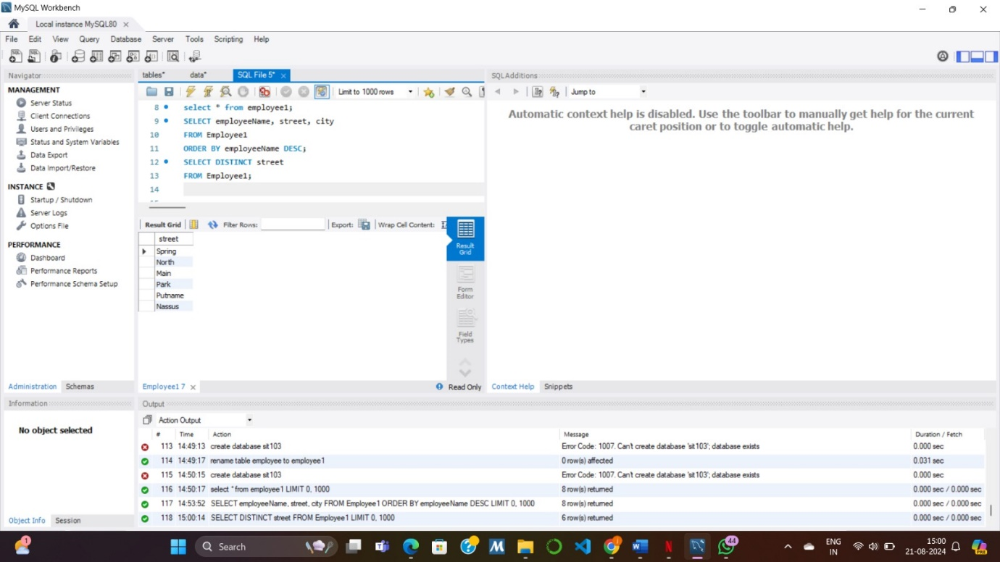 MySQL Workbench
Local instance MySQL80
File Edit View Query Database Server Tools Scripting Help
Navigator
MANAGEMENT
Server Status
Client Connections
Users and Privileges
Status and System Variables
Data Export
Data Import/Restore
INSTANCE
Startup / Shutdown
Server Logs
Options File
PERFORMANCE
Dashboard
Performance Reports
Performance Schema Setup
Administration Schemas
Information
No object selected
Object Info Session
tables* data* SQL File 5*
Limit to 1000 rows
8 select * from employee1;
9 SELECT employeeName, street, city
10 FROM Employee1
11 ORDER BY employeeName DESC;
12 SELECT DISTINCT street
13 FROM Employee1;
14
Result Grid Filter Rows: Export: Wrap Cell Content:
street
Spring
North
Main
Park
Putname
Nassus
Result Grid
Form Editor
Field Types
Employee1 7 Read Only
SQLAdditions
Jump to
Automatic context help is disabled. Use the toolbar to manually get help for the current
caret position or to toggle automatic help.
Context Help Snippets
Output
Action Output
# Time Action Message Duration / Fetch
113 14:49:13 create database sit103 Error Code: 1007. Can't create database 'sit103'; database exists 0.000 sec
114 14:49:17 rename table employee to employee1 0 row(s) affected 0.031 sec
115 14:50:15 create database sit103 Error Code: 1007. Can't create database 'sit103'; database exists 0.000 sec
116 14:50:17 select * from employee1 LIMIT 0, 1000 8 row(s) returned 0.000 sec / 0.000 sec
117 14:53:52 SELECT employeeName, street, city FROM Employee1 ORDER BY employeeName DESC LIMIT 0, 1000 8 row(s) returned 0.000 sec / 0.000 sec
118 15:00:14 SELECT DISTINCT street FROM Employee1 LIMIT 0, 1000 6 row(s) returned 0.000 sec / 0.000 sec
1
Search
44
ENG
IN
15:00
21-08-2024